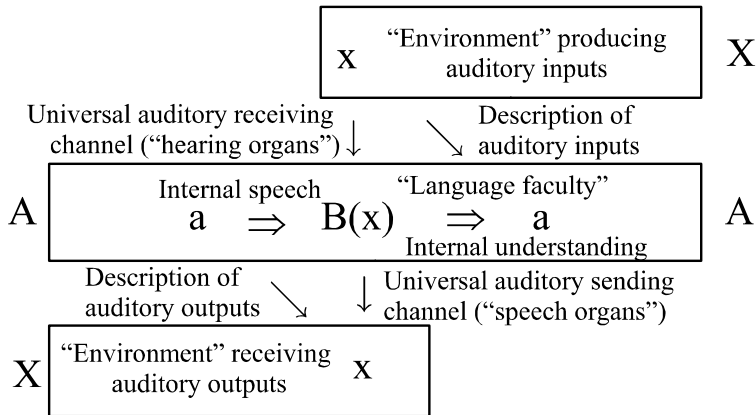 x “Environment” producing
auditory inputs
X
Universal auditory receiving
channel (“hearing organs”)
↓ ↘
Description of
auditory inputs
A
Internal speech
“Language faculty”
a ⇒ B(x) ⇒ a
Internal understanding
A
Description of
auditory outputs
↘ ↓
Universal auditory sending
channel (“speech organs”)
X
“Environment” receiving
auditory outputs
x